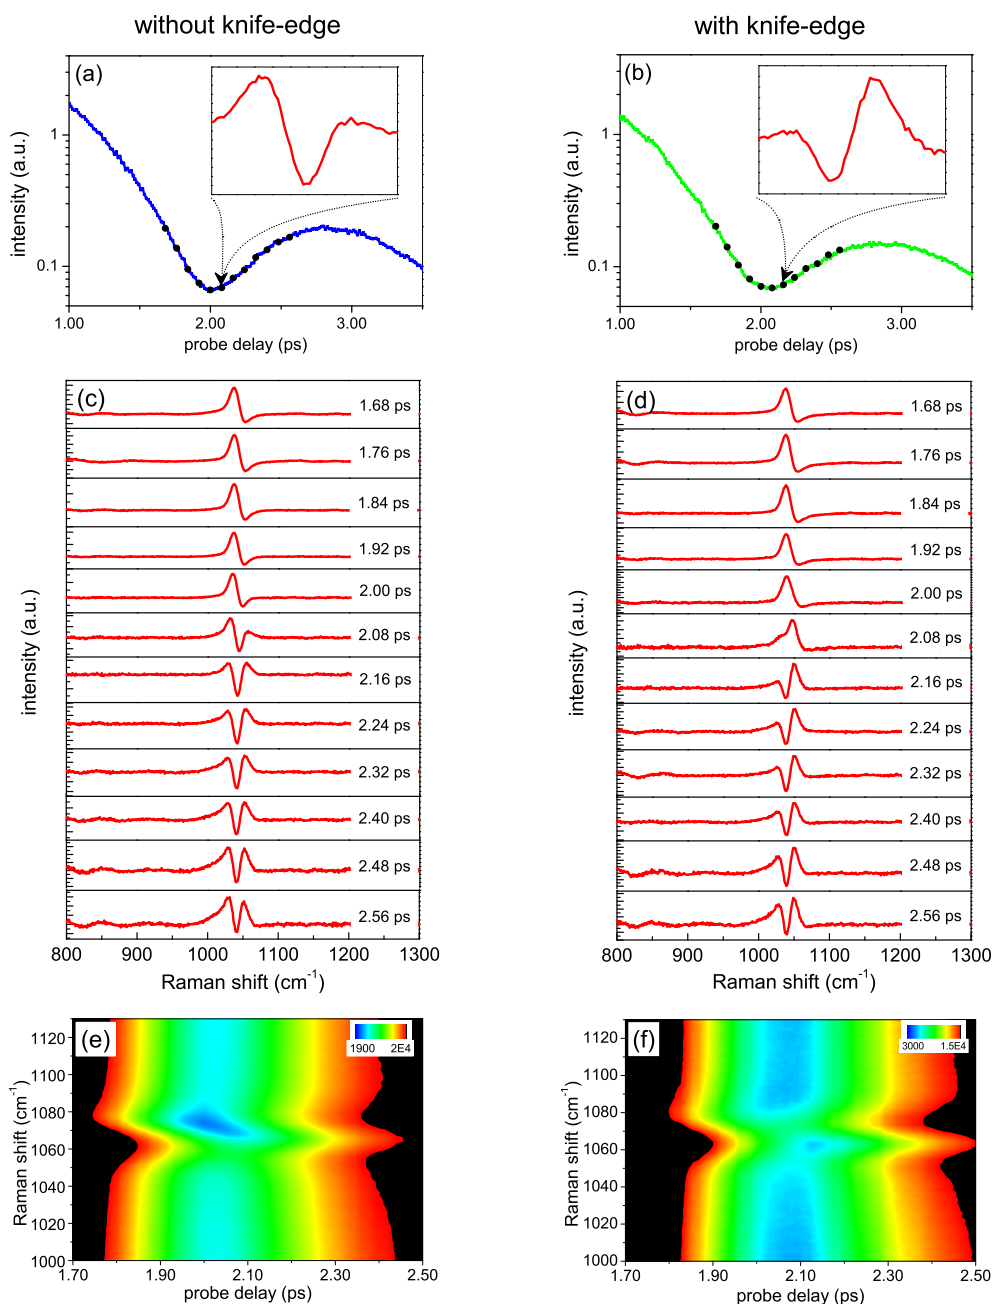 without knife-edge
with knife-edge
(a)
intensity (a.u.)
1
0.1
1.00
2.00
3.00
probe delay (ps)
(b)
intensity (a.u.)
1
0.1
1.00
2.00
3.00
probe delay (ps)
(c)
1.68 ps
1.76 ps
1.84 ps
1.92 ps
2.00 ps
2.08 ps
2.16 ps
2.24 ps
2.32 ps
2.40 ps
2.48 ps
2.56 ps
intensity (a.u.)
800
900
1000
1100
1200
1300
Raman shift (cm⁻¹)
(d)
1.68 ps
1.76 ps
1.84 ps
1.92 ps
2.00 ps
2.08 ps
2.16 ps
2.24 ps
2.32 ps
2.40 ps
2.48 ps
2.56 ps
intensity (a.u.)
800
900
1000
1100
1200
1300
Raman shift (cm⁻¹)
(e)
1900 2E4
Raman shift (cm⁻¹)
1120
1100
1080
1060
1040
1020
1000
1.70
1.90
2.10
2.30
2.50
probe delay (ps)
(f)
3000 1.5E4
Raman shift (cm⁻¹)
1120
1100
1080
1060
1040
1020
1000
1.70
1.90
2.10
2.30
2.50
probe delay (ps)